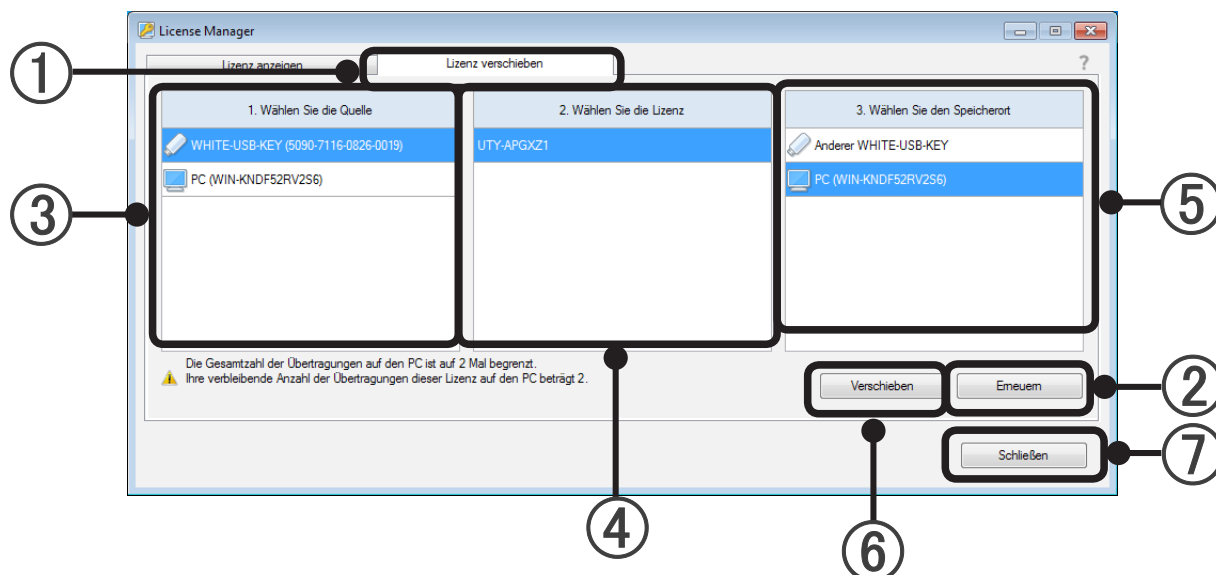 License Manager
①
Lizenz anzeigen
Lizenz verschieben
?
1. Wählen Sie die Quelle
2. Wählen Sie die Lizenz
3. Wählen Sie den Speicherort
WHITE-USB-KEY (5090-7116-0826-0019)
UTY-APGXZ1
Anderer WHITE-USB-KEY
PC (WIN-KNDF52RV2S6)
PC (WIN-KNDF52RV2S6)
③
⑤
Die Gesamtzahl der Übertragungen auf den PC ist auf 2 Mal begrenzt.
Ihre verbleibende Anzahl der Übertragungen dieser Lizenz auf den PC beträgt 2.
Verschieben
Erneuern
②
Schließen
⑦
④
⑥